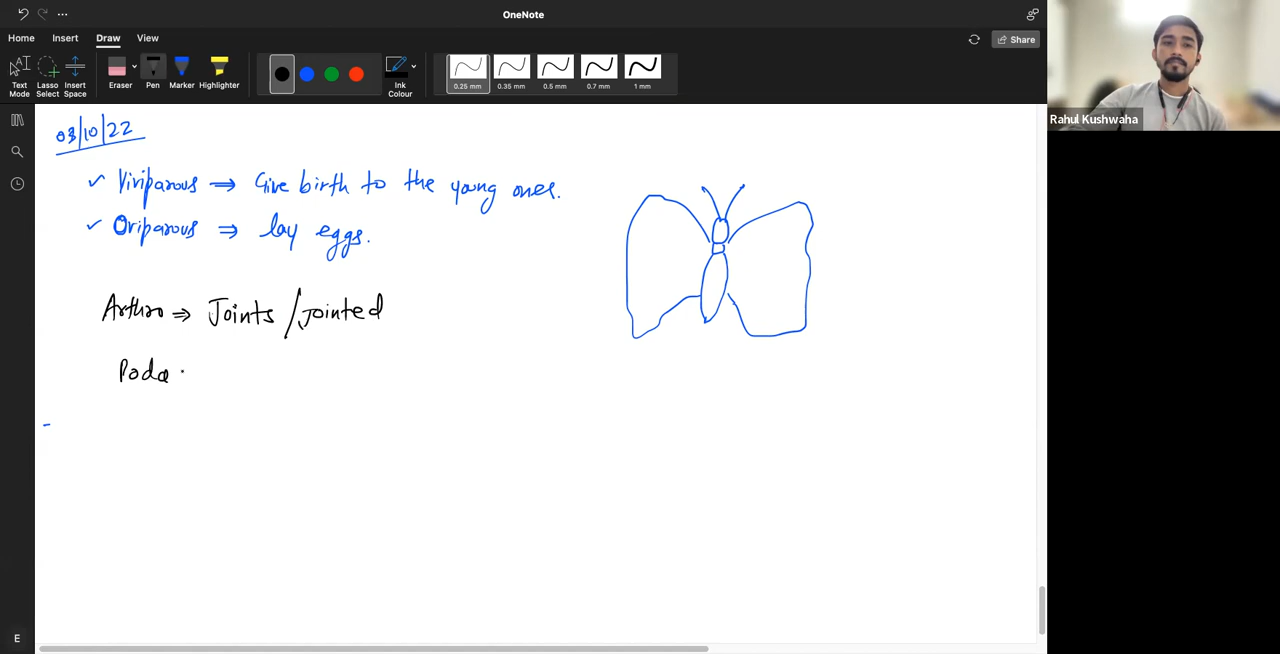 OneNote
Home Insert Draw View
Share
Text Mode
Lasso Select
Insert Space
Eraser
Pen
Marker
Highlighter
Ink Colour
0.25 mm
0.35 mm
0.5 mm
0.7 mm
1 mm
Rahul Kushwaha
03/10/22
✓ Viviparous ⇒ Give birth to the young ones.
✓ Oviparous ⇒ lay eggs.
Arthro ⇒ Joints / Jointed
Poda
E